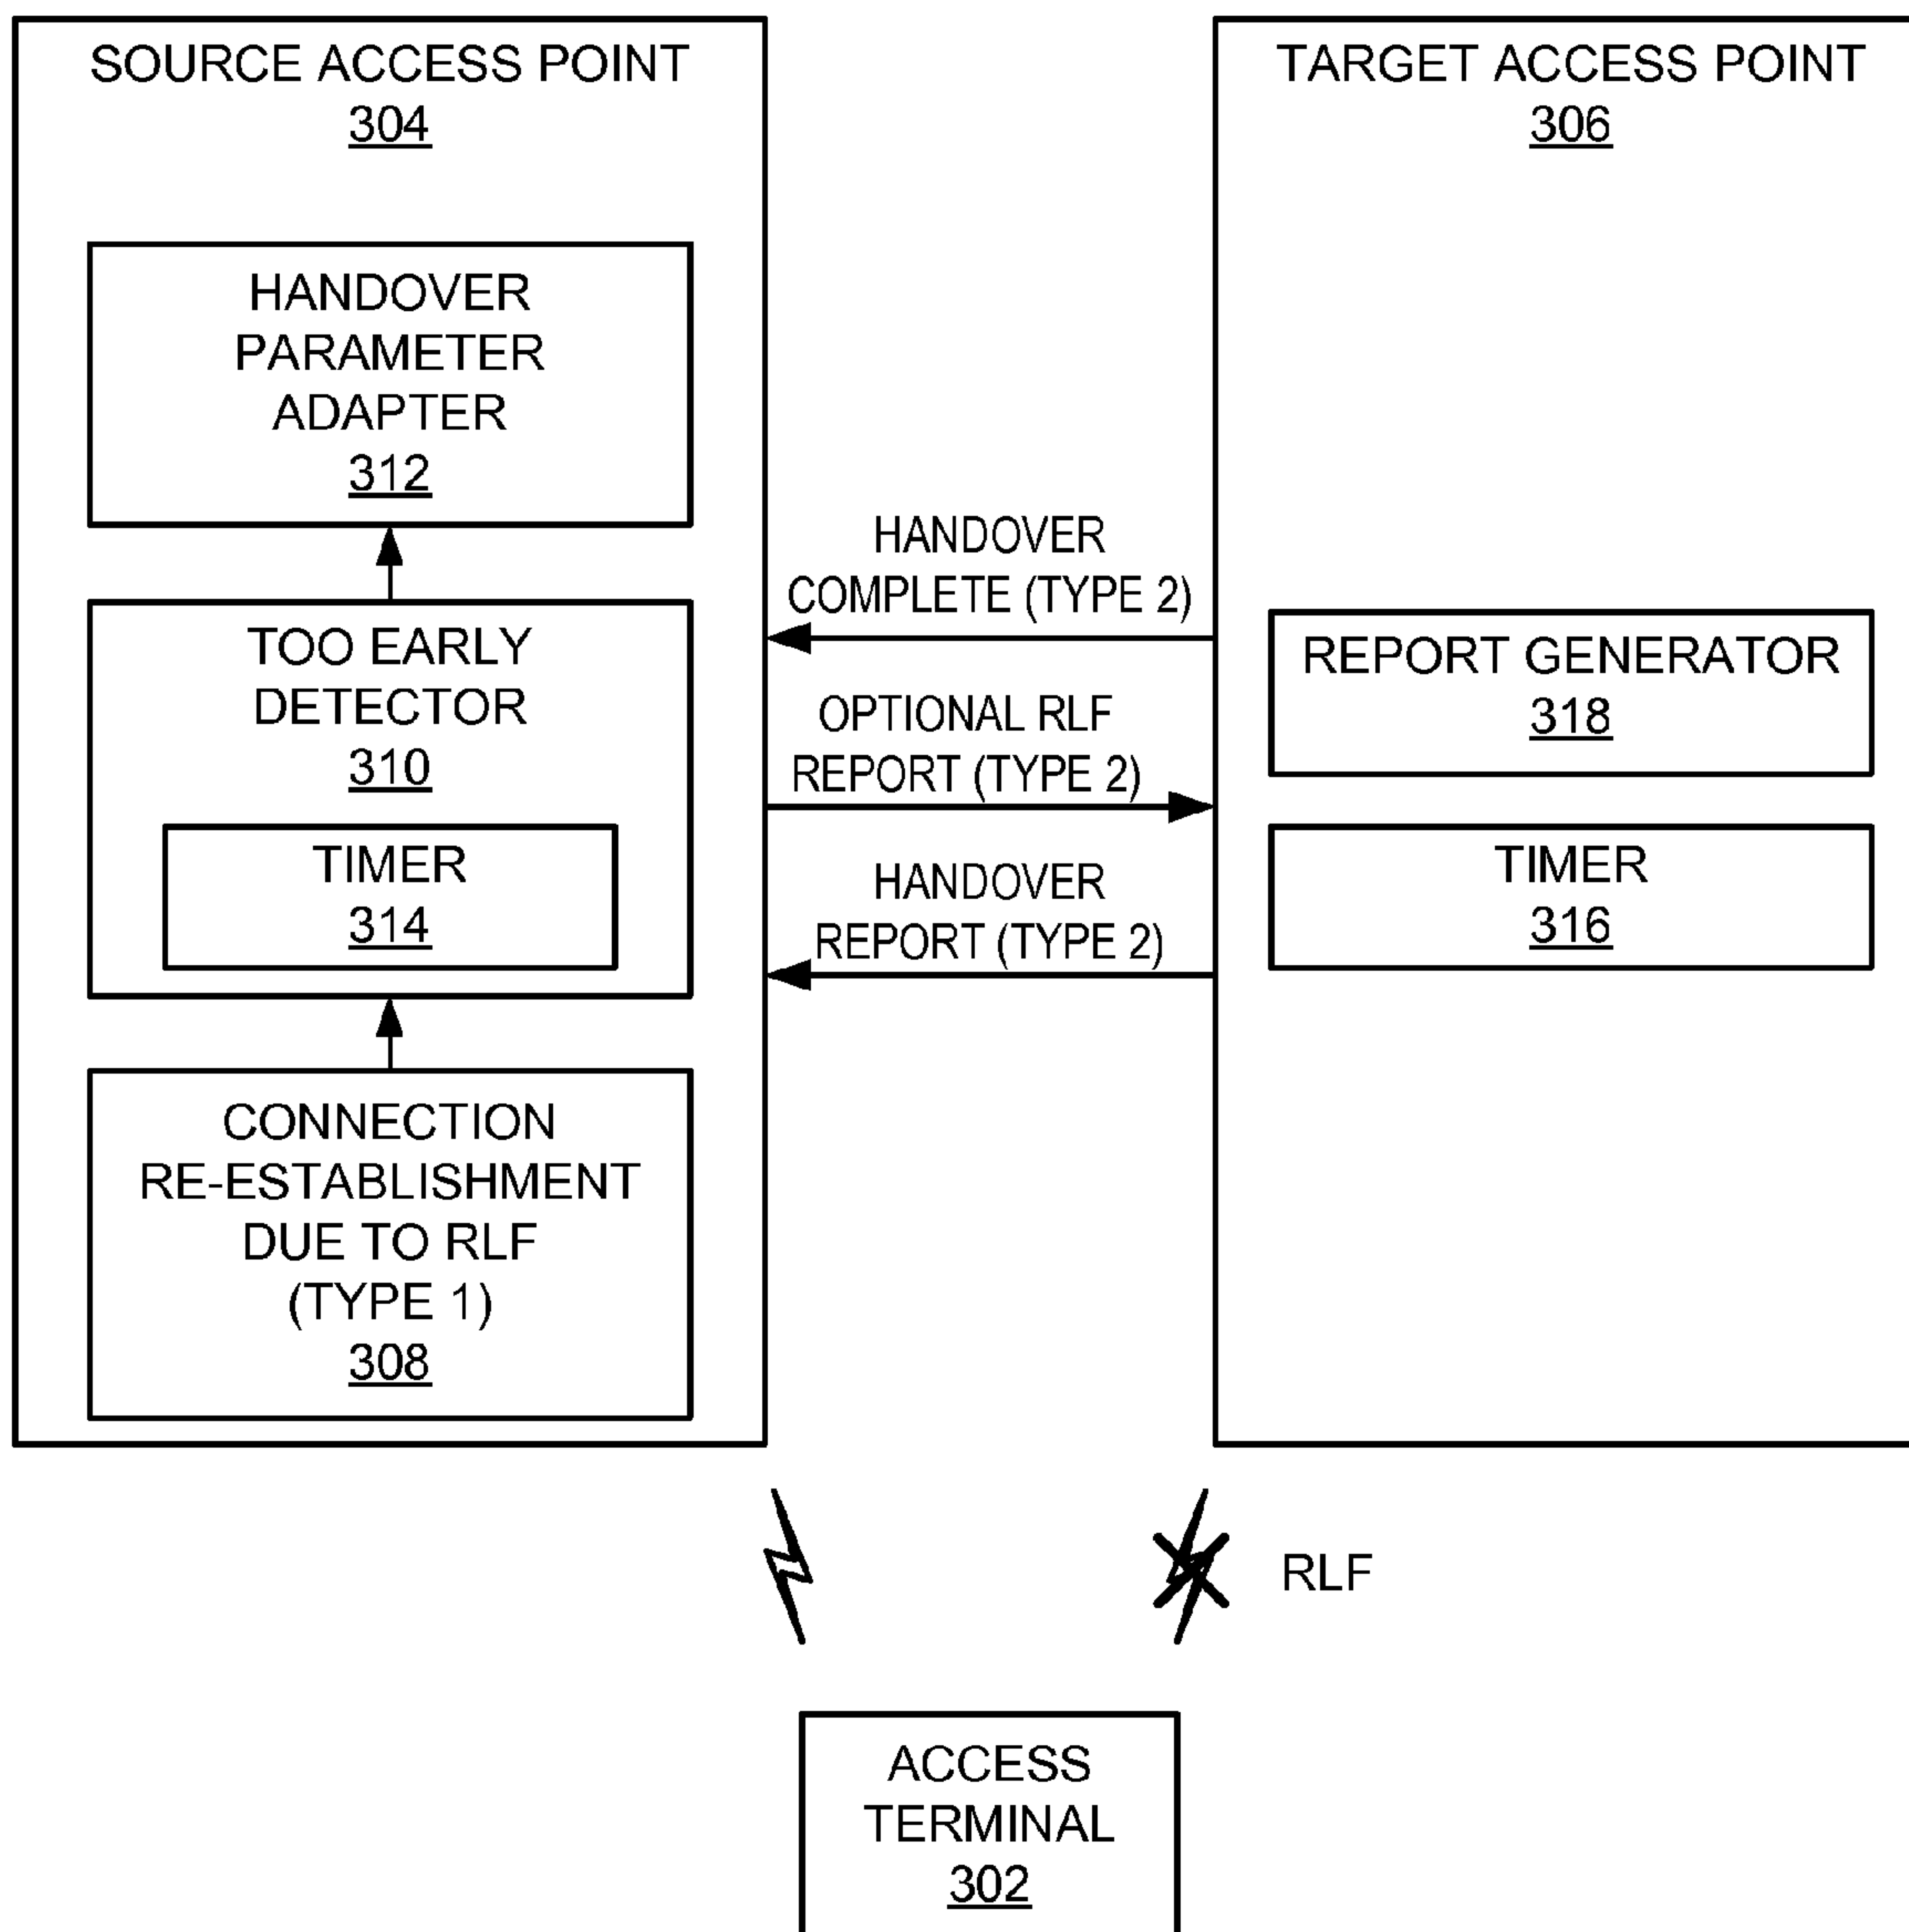 SOURCE ACCESS POINT
304
HANDOVER
PARAMETER
ADAPTER
312
TOO EARLY
DETECTOR
310
TIMER
314
CONNECTION
RE-ESTABLISHMENT
DUE TO RLF
(TYPE 1)
308
HANDOVER
COMPLETE (TYPE 2)
OPTIONAL RLF
REPORT (TYPE 2)
HANDOVER
REPORT (TYPE 2)
TARGET ACCESS POINT
306
REPORT GENERATOR
318
TIMER
316
RLF
ACCESS
TERMINAL
302